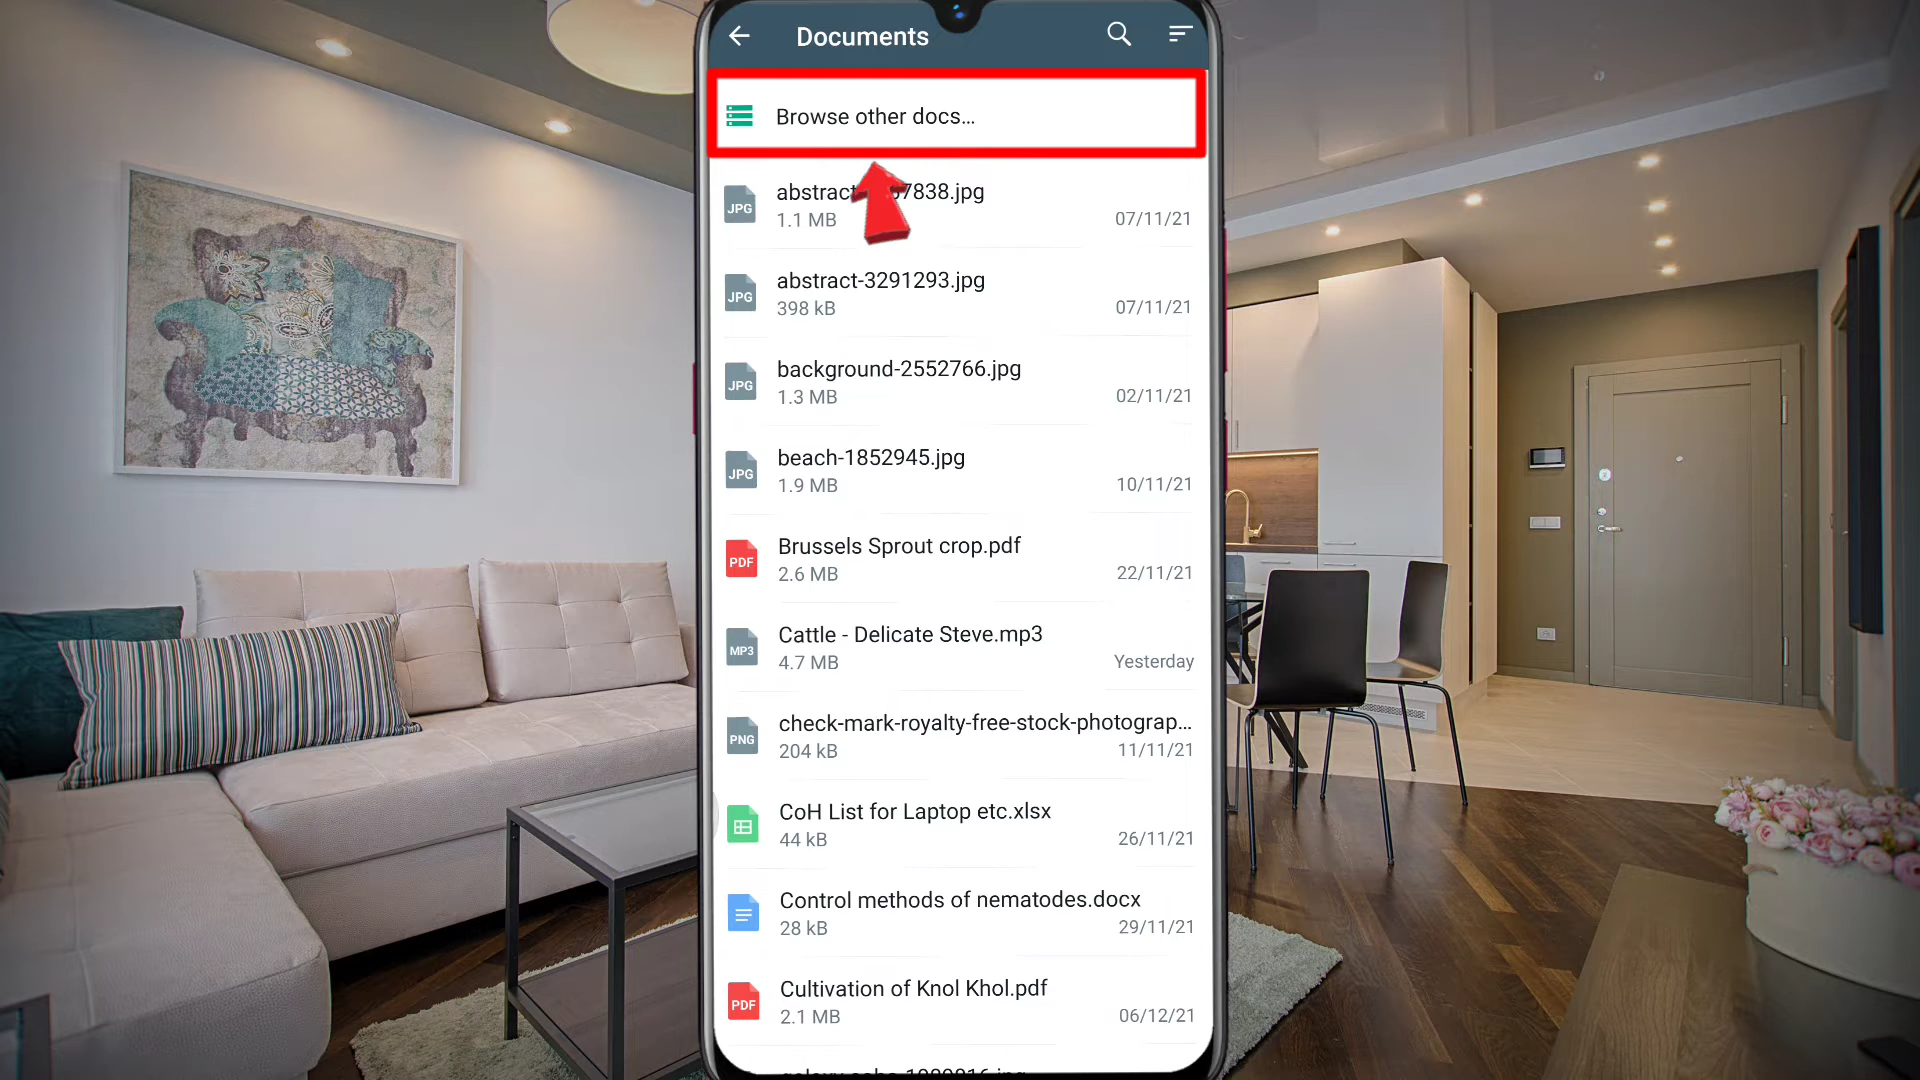 Documents
Browse other docs...
JPG
abstract 7838.jpg
1.1 MB
07/11/21
JPG
abstract-3291293.jpg
398 kB
07/11/21
JPG
background-2552766.jpg
1.3 MB
02/11/21
JPG
beach-1852945.jpg
1.9 MB
10/11/21
PDF
Brussels Sprout crop.pdf
2.6 MB
22/11/21
MP3
Cattle - Delicate Steve.mp3
4.7 MB
Yesterday
PNG
check-mark-royalty-free-stock-photograp...
204 kB
11/11/21
CoH List for Laptop etc.xlsx
44 kB
26/11/21
Control methods of nematodes.docx
28 kB
29/11/21
PDF
Cultivation of Knol Khol.pdf
2.1 MB
06/12/21